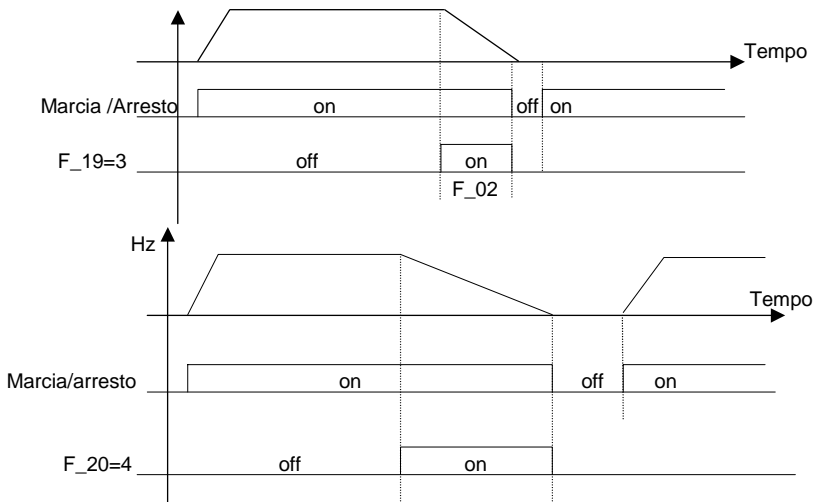 Tempo
Marcia /Arresto on off on
F_19=3 off on
F_02
Hz
Tempo
Marcia/arresto on off on
F_20=4 off on